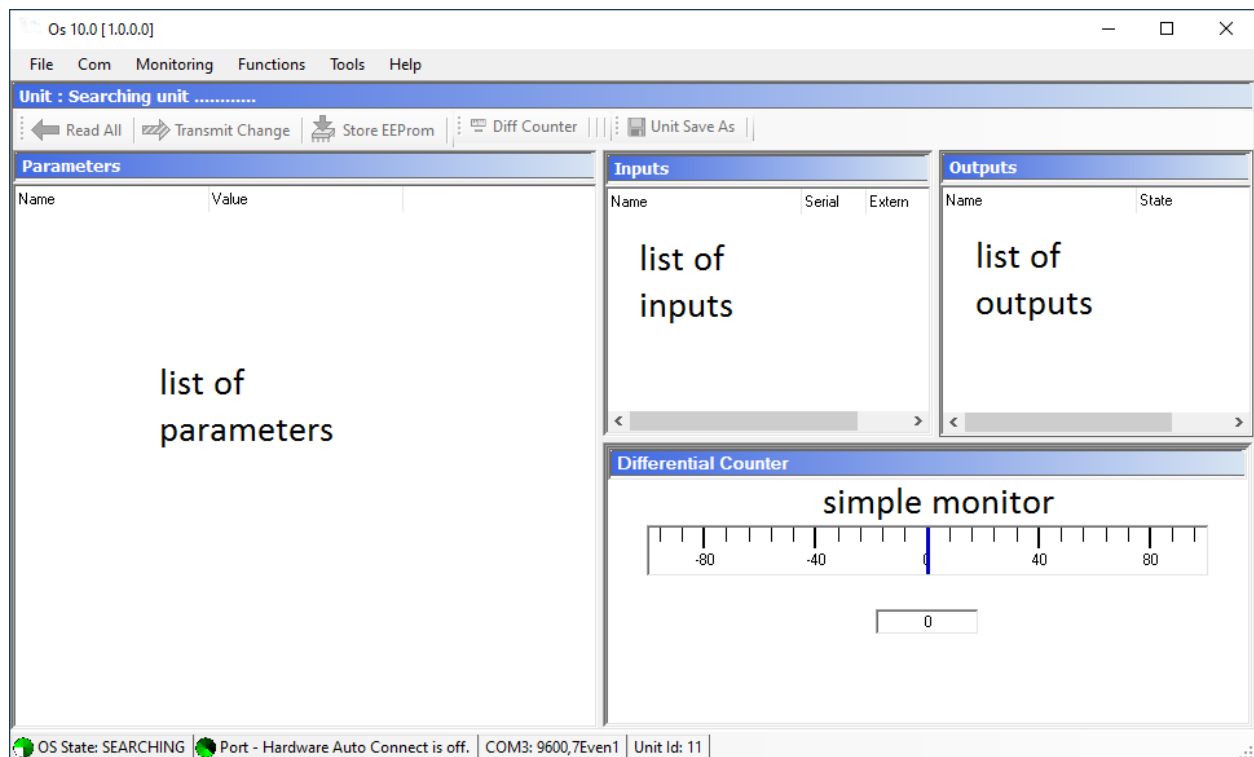 Os 10.0 [1.0.0.0]
File Com Monitoring Functions Tools Help
Unit : Searching unit ............
Read All Transmit Change Store EEProm Diff Counter Unit Save As
Parameters
Name Value
list of
parameters
Inputs
Name Serial Extern
list of
inputs
Outputs
Name State
list of
outputs
Differential Counter
simple monitor
-80 -40 0 40 80
0
OS State: SEARCHING Port - Hardware Auto Connect is off. COM3: 9600,7Even1 Unit Id: 11